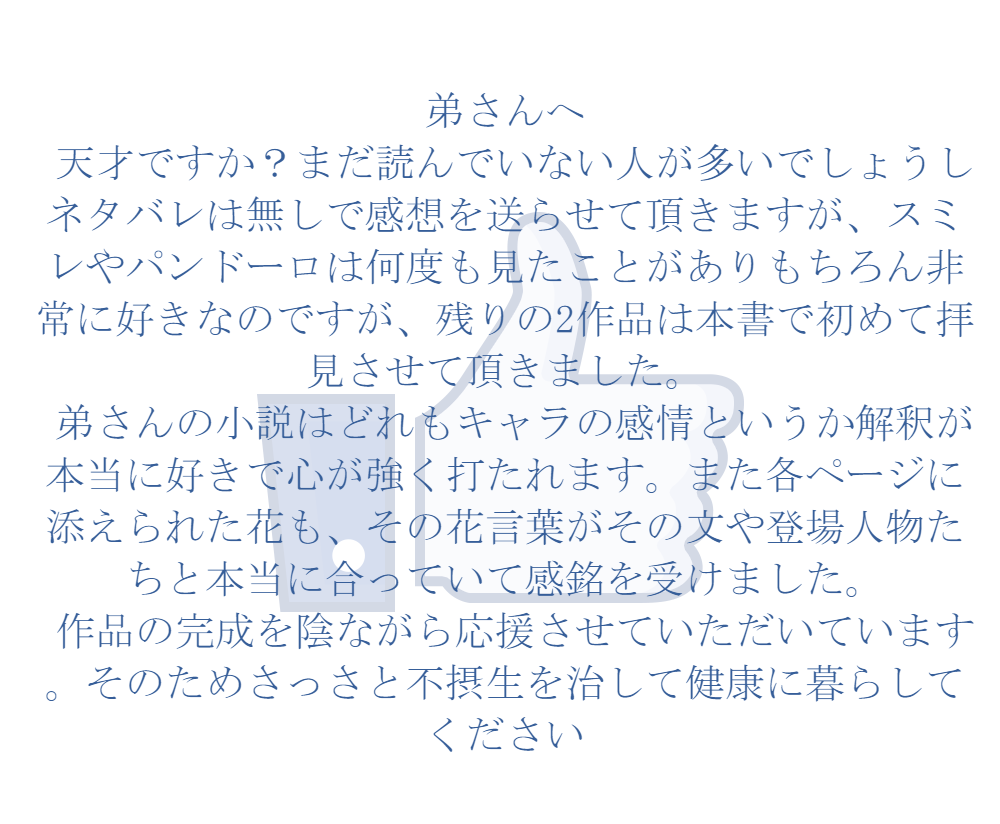 弟さんへ
天才ですか？まだ読んでいない人が多いでしょうし
ネタバレは無しで感想を送らせて頂きますが、スミ
レやパンドーロは何度も見たことがありもちろん非
常に好きなのですが、残りの2作品は本書で初めて拝
見させて頂きました。
弟さんの小説はどれもキャラの感情というか解釈が
本当に好きで心が強く打たれます。また各ページに
添えられた花も、その花言葉がその文や登場人物た
ちと本当に合っていて感銘を受けました。
作品の完成を陰ながら応援させていただいています
。そのためさっさと不摂生を治して健康に暮らして
ください